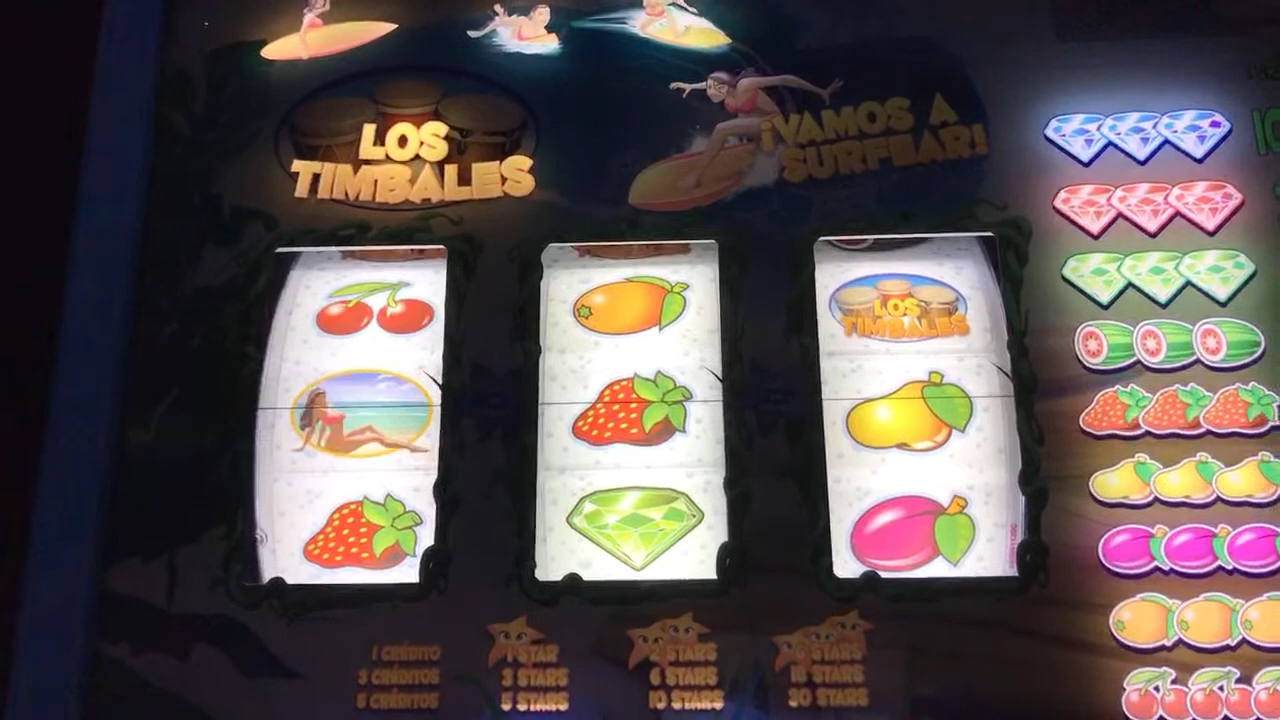 LOS
TIMBALES
¡VAMOS A
SURFEAR!
LOS
TIMBALES
1 CRÉDITO
3 CRÉDITOS
5 CRÉDITOS
1 STAR
3 STARS
5 STARS
2 STARS
6 STARS
10 STARS
STARS
STARS
30 STARS